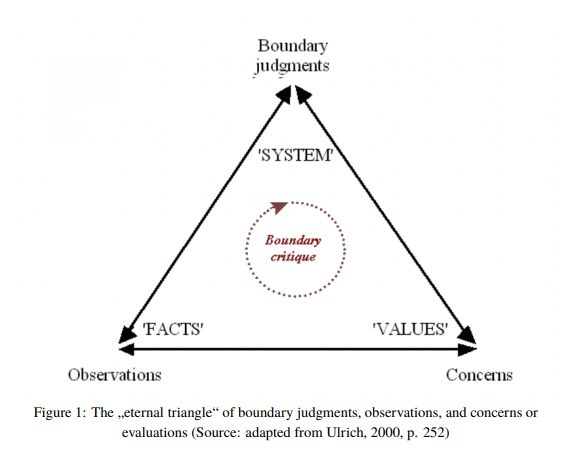 Boundary
judgments
'SYSTEM'
Boundary
critique
'FACTS'
'VALUES'
Observations
Concerns
Figure 1: The „eternal triangle“ of boundary judgments, observations, and concerns or
evaluations (Source: adapted from Ulrich, 2000, p. 252)